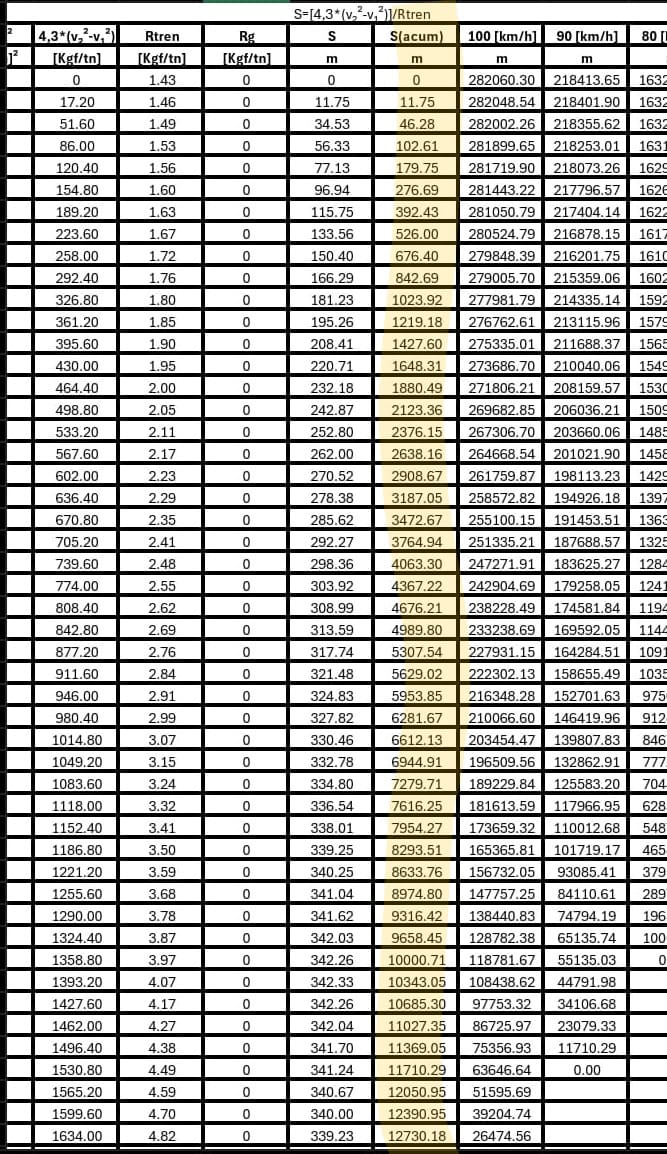 S=[4,3*(v₂²-v₁²)]/Rtren
² 4,3*(v₂²-v₁²) Rtren Rg S S(acum) 100 [km/h] 90 [km/h] 80 [
]² [Kgf/tn] [Kgf/tn] [Kgf/tn] m m m m
0 1.43 0 0 0 282060.30 218413.65 1632
17.20 1.46 0 11.75 11.75 282048.54 218401.90 1632
51.60 1.49 0 34.53 46.28 282002.26 218355.62 1632
86.00 1.53 0 56.33 102.61 281899.65 218253.01 1631
120.40 1.56 0 77.13 179.75 281719.90 218073.26 1629
154.80 1.60 0 96.94 276.69 281443.22 217796.57 1626
189.20 1.63 0 115.75 392.43 281050.79 217404.14 1622
223.60 1.67 0 133.56 526.00 280524.79 216878.15 1617
258.00 1.72 0 150.40 676.40 279848.39 216201.75 1610
292.40 1.76 0 166.29 842.69 279005.70 215359.06 1602
326.80 1.80 0 181.23 1023.92 277981.79 214335.14 1592
361.20 1.85 0 195.26 1219.18 276762.61 213115.96 1579
395.60 1.90 0 208.41 1427.60 275335.01 211688.37 1565
430.00 1.95 0 220.71 1648.31 273686.70 210040.06 1549
464.40 2.00 0 232.18 1880.49 271806.21 208159.57 1530
498.80 2.05 0 242.87 2123.36 269682.85 206036.21 1509
533.20 2.11 0 252.80 2376.15 267306.70 203660.06 1485
567.60 2.17 0 262.00 2638.16 264668.54 201021.90 1458
602.00 2.23 0 270.52 2908.67 261759.87 198113.23 1429
636.40 2.29 0 278.38 3187.05 258572.82 194926.18 1397
670.80 2.35 0 285.62 3472.67 255100.15 191453.51 1363
705.20 2.41 0 292.27 3764.94 251335.21 187688.57 1325
739.60 2.48 0 298.36 4063.30 247271.91 183625.27 1284
774.00 2.55 0 303.92 4367.22 242904.69 179258.05 1241
808.40 2.62 0 308.99 4676.21 238228.49 174581.84 1194
842.80 2.69 0 313.59 4989.80 233238.69 169592.05 1144
877.20 2.76 0 317.74 5307.54 227931.15 164284.51 1091
911.60 2.84 0 321.48 5629.02 222302.13 158655.49 1035
946.00 2.91 0 324.83 5953.85 216348.28 152701.63 975
980.40 2.99 0 327.82 6281.67 210066.60 146419.96 912
1014.80 3.07 0 330.46 6612.13 203454.47 139807.83 846
1049.20 3.15 0 332.78 6944.91 196509.56 132862.91 777
1083.60 3.24 0 334.80 7279.71 189229.84 125583.20 704
1118.00 3.32 0 336.54 7616.25 181613.59 117966.95 628
1152.40 3.41 0 338.01 7954.27 173659.32 110012.68 548
1186.80 3.50 0 339.25 8293.51 165365.81 101719.17 465
1221.20 3.59 0 340.25 8633.76 156732.05 93085.41 379
1255.60 3.68 0 341.04 8974.80 147757.25 84110.61 289
1290.00 3.78 0 341.62 9316.42 138440.83 74794.19 196
1324.40 3.87 0 342.03 9658.45 128782.38 65135.74 100
1358.80 3.97 0 342.26 10000.71 118781.67 55135.03 0
1393.20 4.07 0 342.33 10343.05 108438.62 44791.98
1427.60 4.17 0 342.26 10685.30 97753.32 34106.68
1462.00 4.27 0 342.04 11027.35 86725.97 23079.33
1496.40 4.38 0 341.70 11369.05 75356.93 11710.29
1530.80 4.49 0 341.24 11710.29 63646.64 0.00
1565.20 4.59 0 340.67 12050.95 51595.69
1599.60 4.70 0 340.00 12390.95 39204.74
1634.00 4.82 0 339.23 12730.18 26474.56